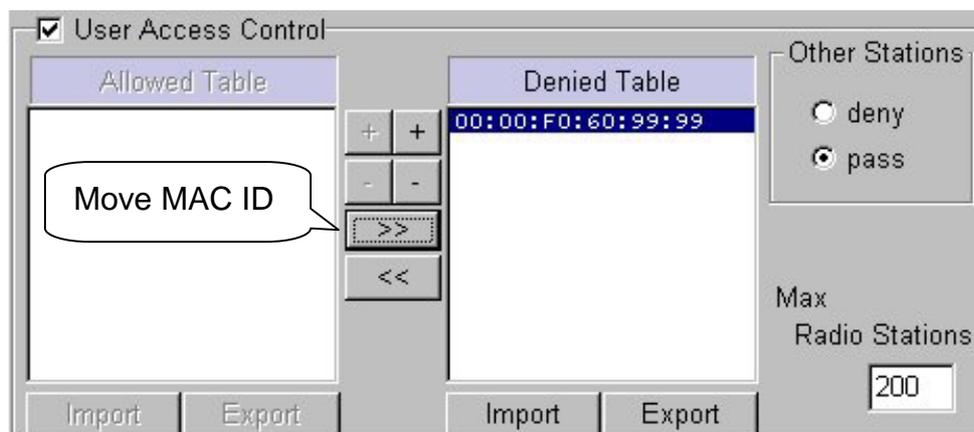 User Access Control
Allowed Table
Denied Table
Other Stations
+
+
00:00:F0:60:99:99
deny
-
-
pass
Move MAC ID
>>
<<
Max
Radio Stations
200
Import
Export
Import
Export